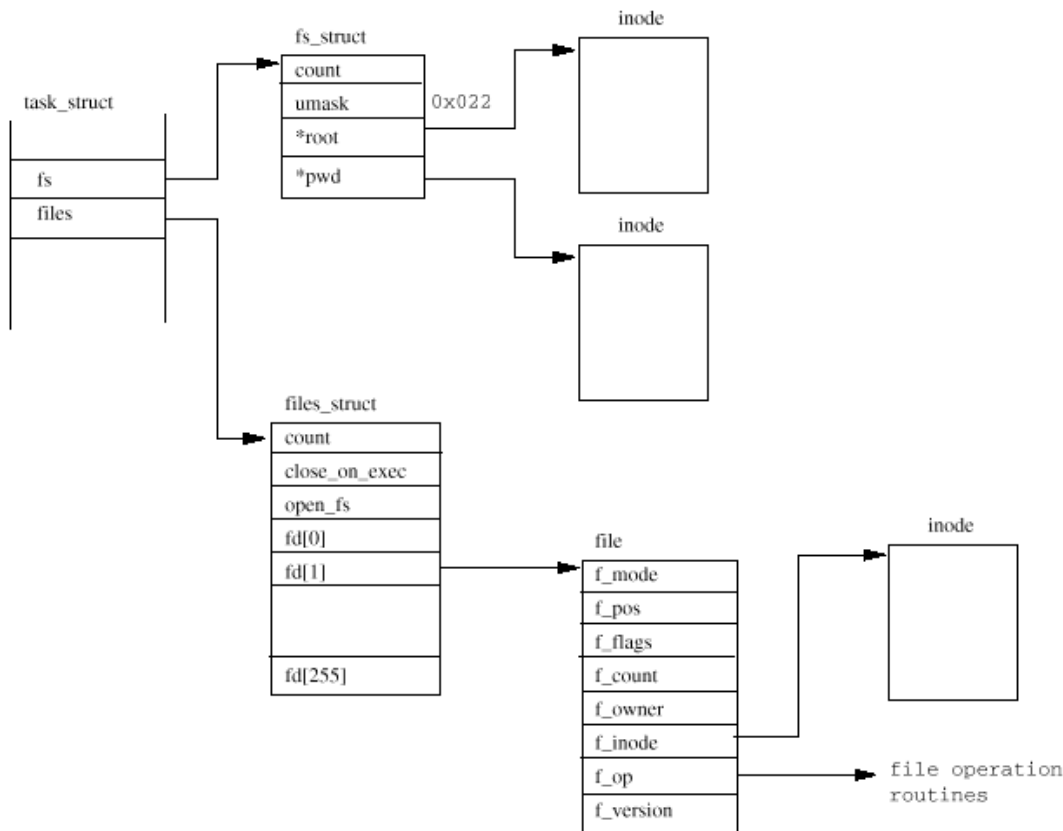 inode
fs_struct
count
umask
0x022
*root
*pwd
task_struct
fs
files
inode
files_struct
count
close_on_exec
open_fs
fd[0]
fd[1]
fd[255]
file
f_mode
f_pos
f_flags
f_count
f_owner
f_inode
f_op
f_version
inode
file operation
routines